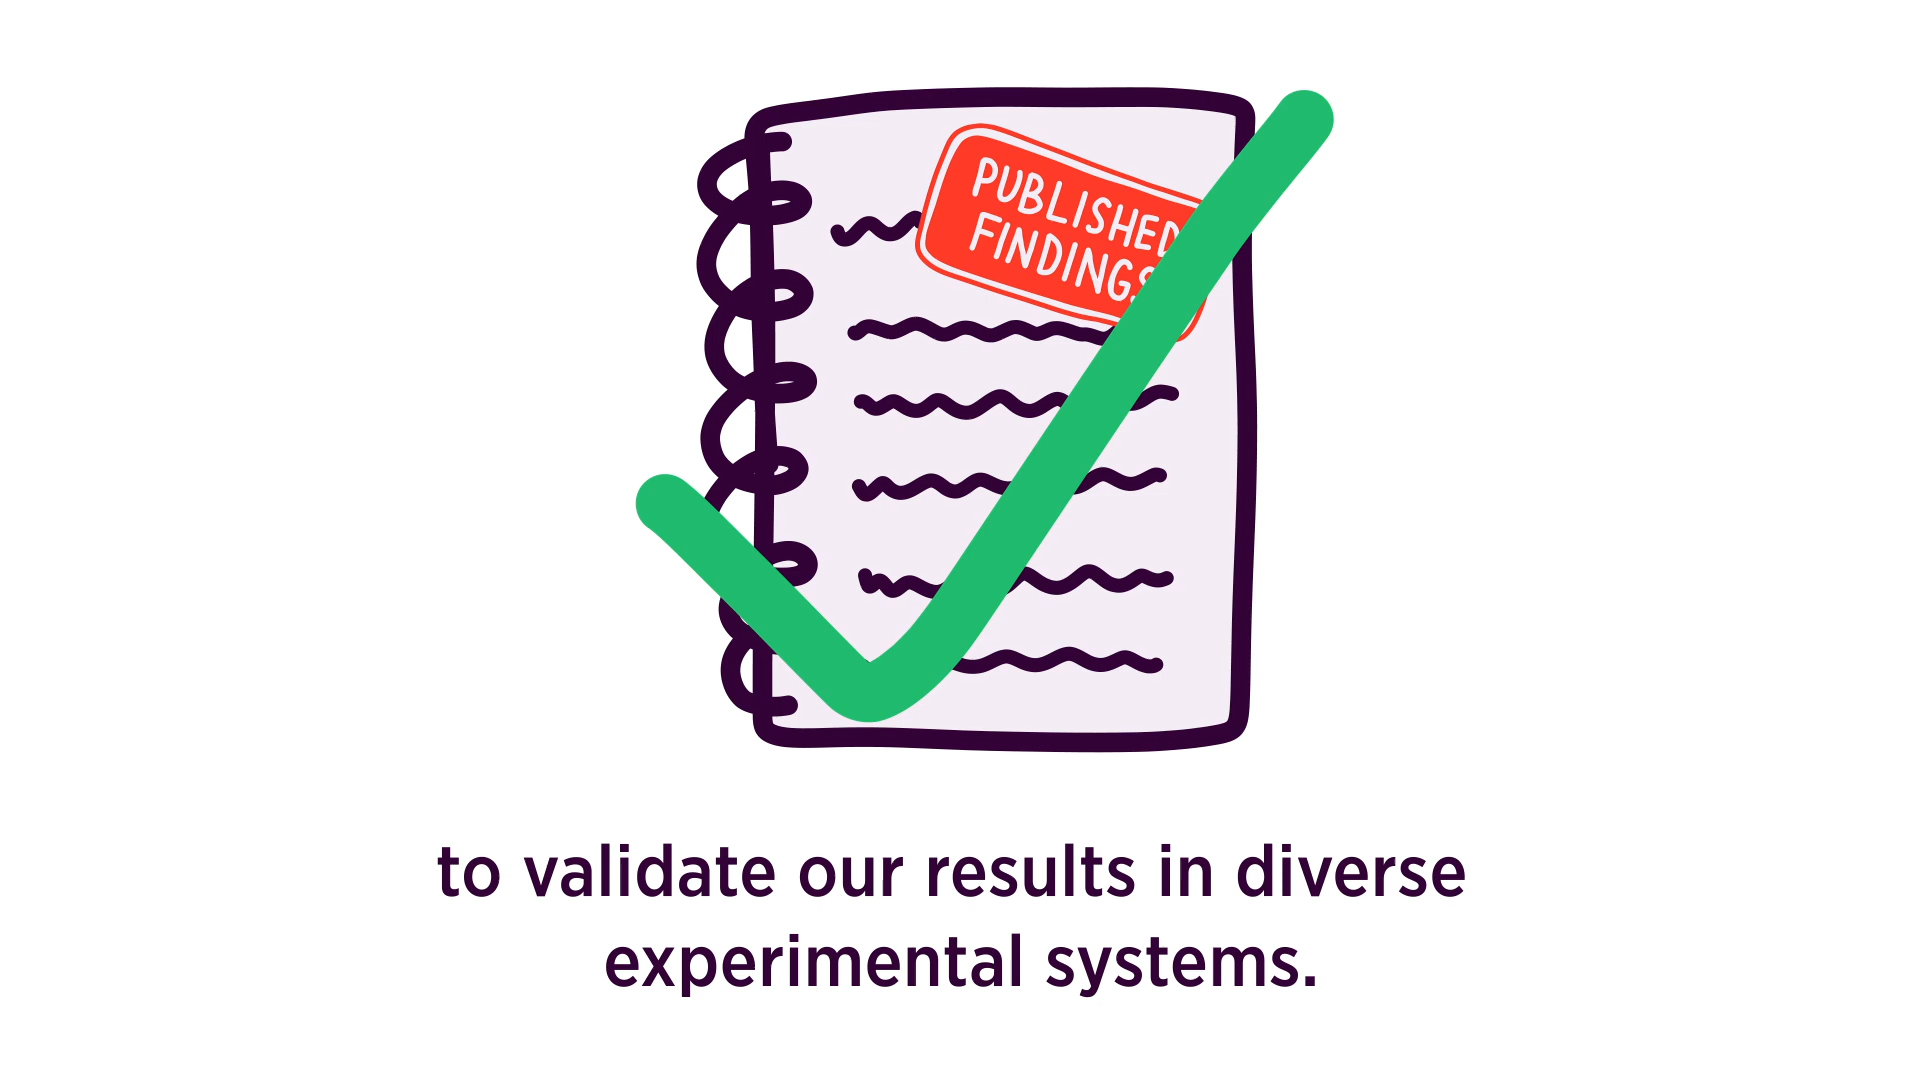 PUBLISHED
FINDINGS
to validate our results in diverse
experimental systems.